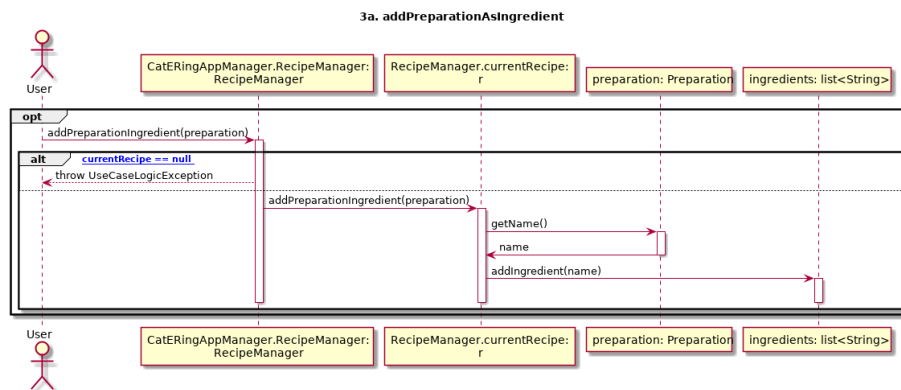 3a. addPreparationAsIngredient
User
CatERingAppManager.RecipeManager:
RecipeManager
RecipeManager.currentRecipe:
r
preparation: Preparation
ingredients: list<String>
opt
addPreparationIngredient(preparation)
alt
currentRecipe == null
throw UseCaseLogicException
addPreparationIngredient(preparation)
getName()
name
addIngredient(name)
User
CatERingAppManager.RecipeManager:
RecipeManager
RecipeManager.currentRecipe:
r
preparation: Preparation
ingredients: list<String>